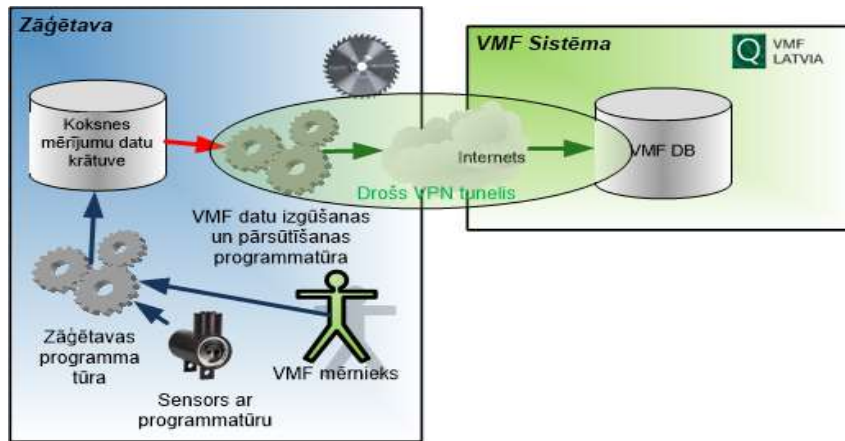 Zāģētava
VMF Sistēma
VMF
LATVIA
Koksnes
mērījumu datu
krātuve
Internets
VMF DB
Drošs VPN tunelis
VMF datu izgūšanas
un pārsūtīšanas
programmatūra
Zāģētavas
programma
tūra
Sensors ar
programmatūru
VMF mērnieks